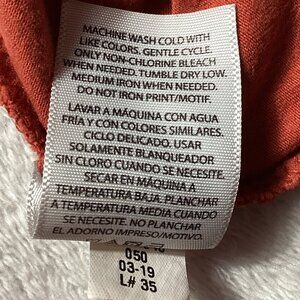 MACHINE WASH COLD WITH
LIKE COLORS. GENTLE CYCLE.
ONLY NON-CHLORINE BLEACH
WHEN NEEDED. TUMBLE DRY LOW.
MEDIUM IRON WHEN NEEDED.
DO NOT IRON PRINT/MOTIF.
LAVAR A MÁQUINA CON AGUA
FRÍA Y CON COLORES SIMILARES.
CICLO DELICADO. USAR
SOLAMENTE BLANQUEADOR
SIN CLORO CUANDO SE NECESITE.
SECAR EN MÁQUINA A
TEMPERATURA BAJA. PLANCHAR
A TEMPERATURA MEDIA CUANDO
SE NECESITE. NO PLANCHAR
EL ADORNO IMPRESO/MOTIVO.
050
03-19
L# 35